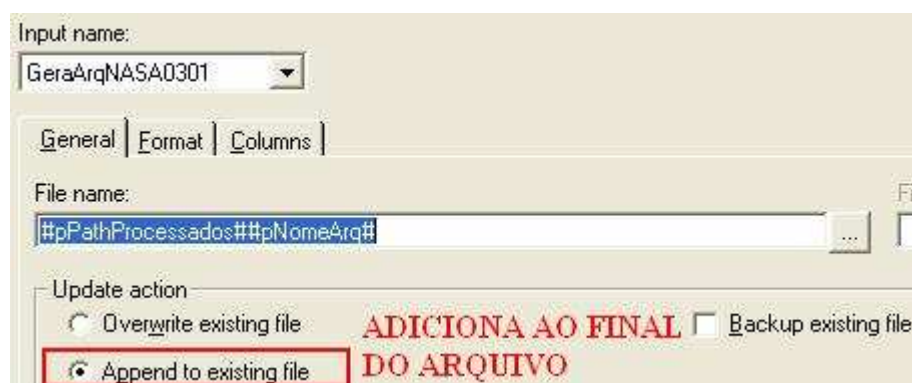 Input name:
GeraArqNASA0301
General Format Columns
File name:
#pPathProcessados##pNomeArq# ...
Update action
Overwrite existing file ADICIONA AO FINAL Backup existing file
Append to existing file DO ARQUIVO